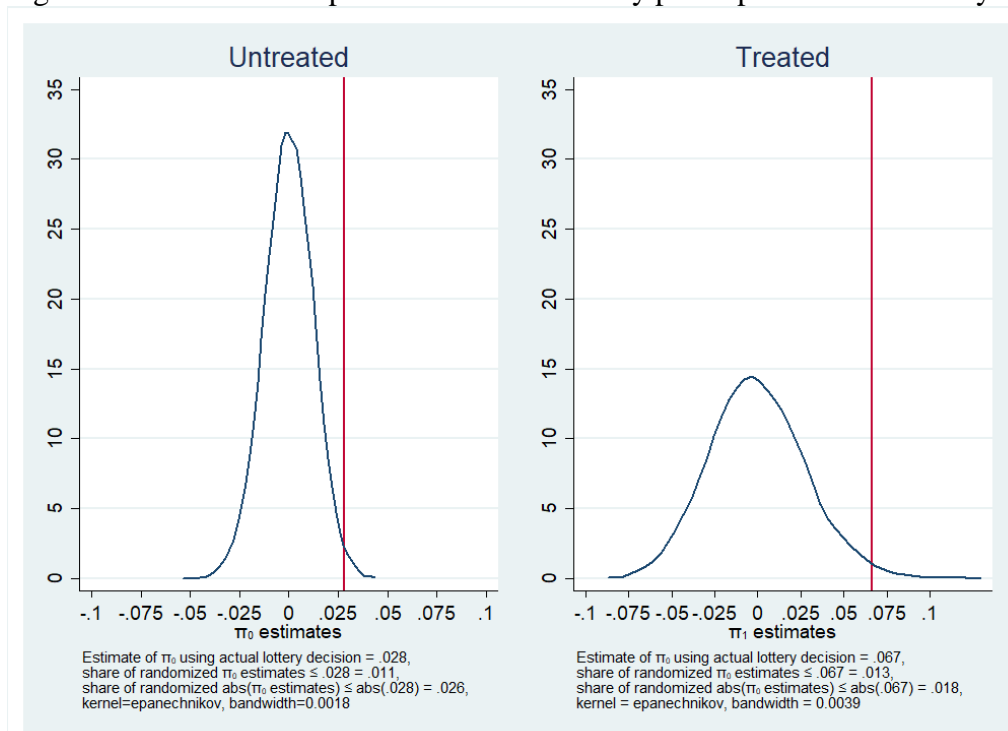 Untreated
35
30
25
20
15
10
5
0
-.1 -.075 -.05 -.025 0 .025 .05 .075 .1
π₀ estimates
Estimate of π₀ using actual lottery decision = .028,
share of randomized π₀ estimates ≤ .028 = .011,
share of randomized abs(π₀ estimates) ≤ abs(.028) = .026,
kernel=epanechnikov, bandwidth=0.0018
Treated
35
30
25
20
15
10
5
0
-.1 -.075 -.05 -.025 0 .025 .05 .075 .1
π₁ estimates
Estimate of π₀ using actual lottery decision = .067,
share of randomized π₀ estimates ≤ .067 = .013,
share of randomized abs(π₀ estimates) ≤ abs(.067) = .018,
kernel = epanechnikov, bandwidth = 0.0039